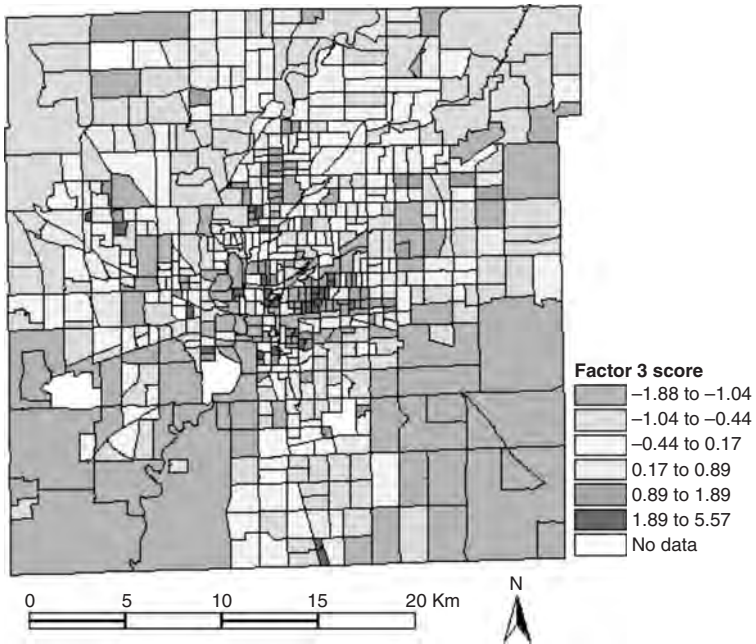 Factor 3 score
–1.88 to –1.04
–1.04 to –0.44
–0.44 to 0.17
0.17 to 0.89
0.89 to 1.89
1.89 to 5.57
No data
0 5 10 15 20 Km
N